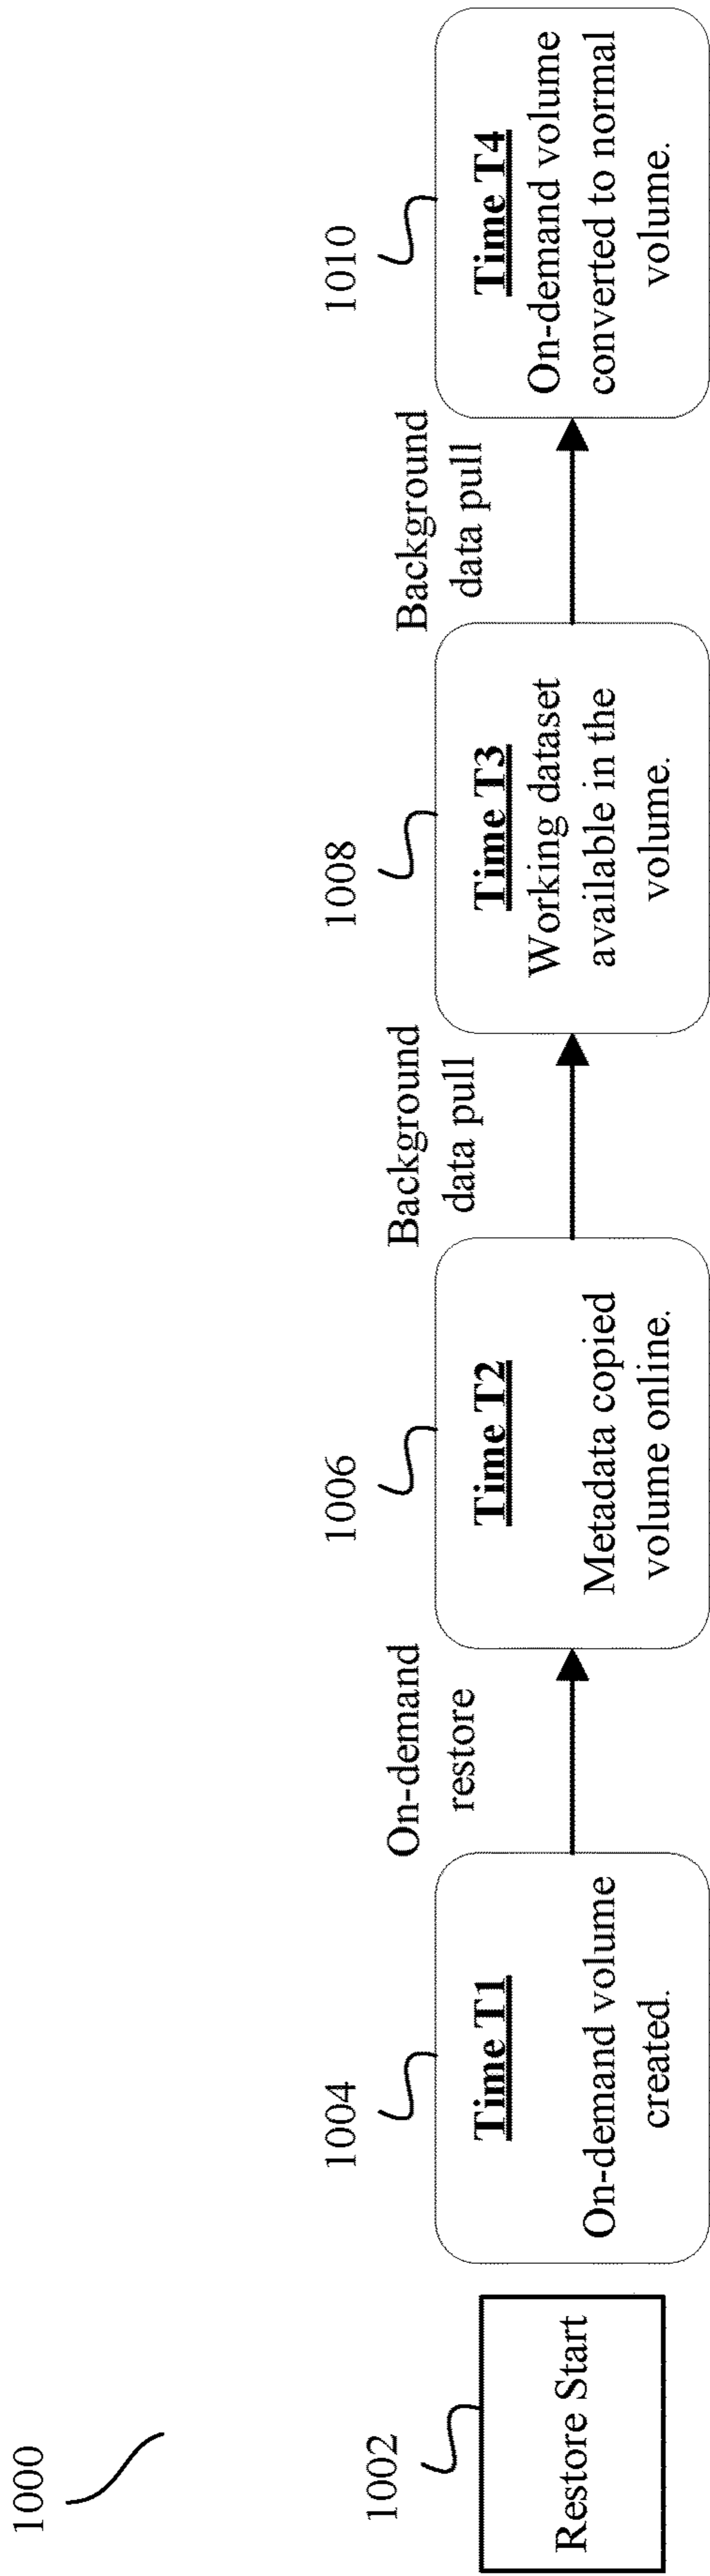 1000
1002
Restore Start
1004
Time T1
On-demand volume
created.
On-demand
restore
1006
Time T2
Metadata copied
volume online.
Background
data pull
1008
Time T3
Working dataset
available in the
volume.
Background
data pull
1010
Time T4
On-demand volume
converted to normal
volume.